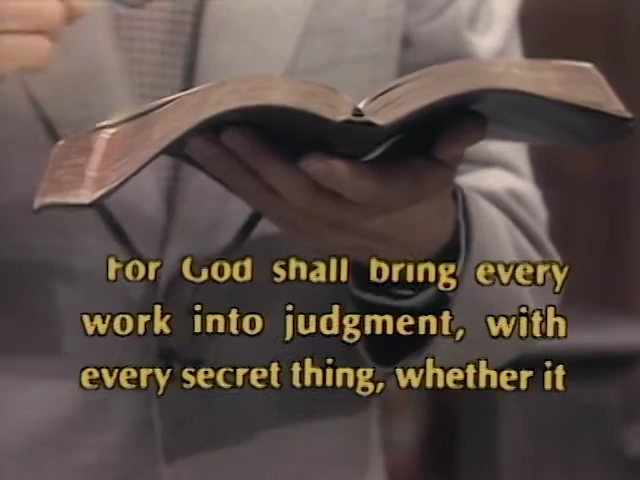 For God shall bring every
work into judgment, with
every secret thing, whether it